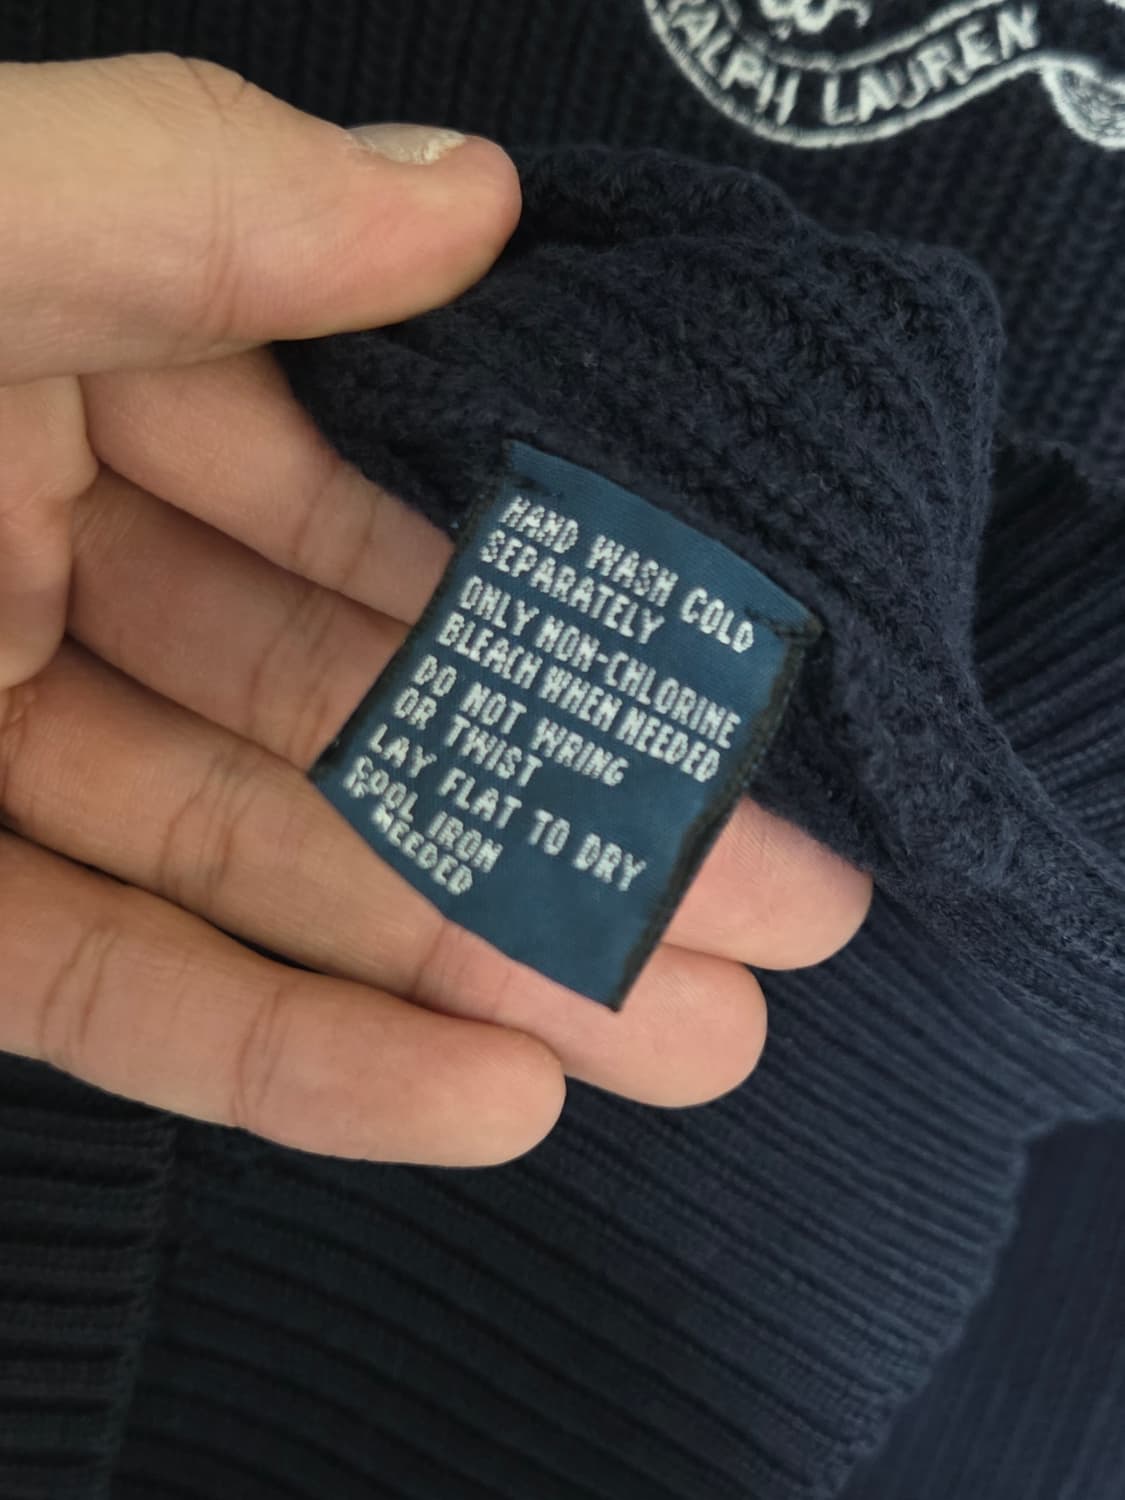 RALPH LAUREN
HAND WASH COLD
SEPARATELY
ONLY NON-CHLORINE
BLEACH WHEN NEEDED
DO NOT WRING
OR TWIST
LAY FLAT TO DRY
COOL IRON
IF NEEDED